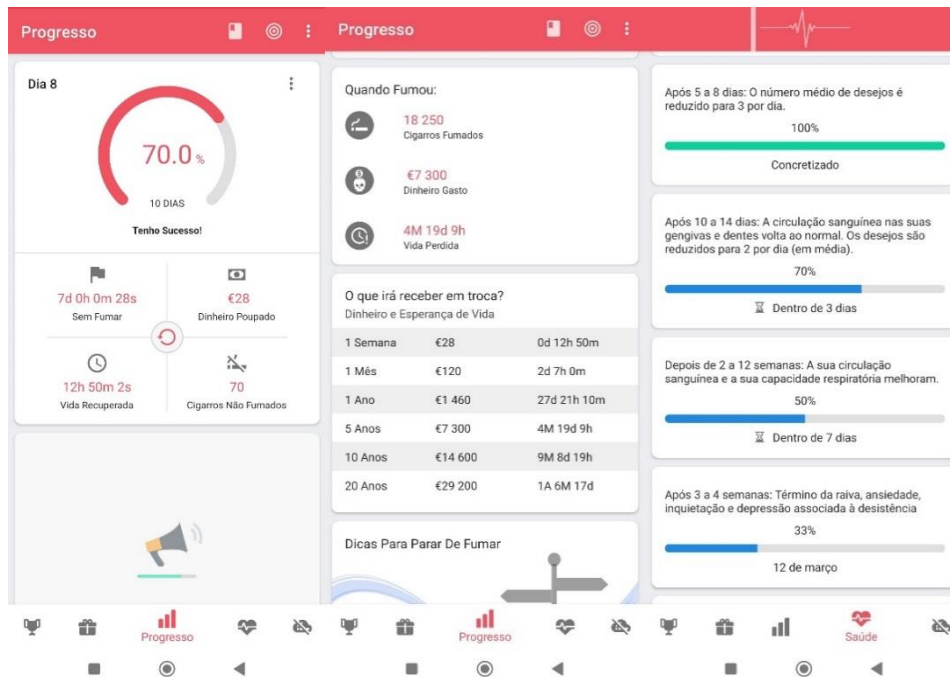 Progresso
Dia 8
70.0 %
10 DIAS
Tenho Sucesso!
7d 0h 0m 28s
Sem Fumar
€28
Dinheiro Poupado
12h 50m 2s
Vida Recuperada
70
Cigarros Não Fumados
Progresso
Progresso
Quando Fumou:
18 250
Cigarros Fumados
€7 300
Dinheiro Gasto
4M 19d 9h
Vida Perdida
O que irá receber em troca?
Dinheiro e Esperança de Vida
1 Semana €28 0d 12h 50m
1 Mês €120 2d 7h 0m
1 Ano €1 460 27d 21h 10m
5 Anos €7 300 4M 19d 9h
10 Anos €14 600 9M 8d 19h
20 Anos €29 200 1A 6M 17d
Dicas Para Parar De Fumar
Progresso
Após 5 a 8 dias: O número médio de desejos é
reduzido para 3 por dia.
100%
Concretizado
Após 10 a 14 dias: A circulação sanguínea nas suas
gengivas e dentes volta ao normal. Os desejos são
reduzidos para 2 por dia (em média).
70%
Dentro de 3 dias
Depois de 2 a 12 semanas: A sua circulação
sanguínea e a sua capacidade respiratória melhoram.
50%
Dentro de 7 dias
Após 3 a 4 semanas: Término da raiva, ansiedade,
inquietação e depressão associada à desistência
33%
12 de março
Saúde